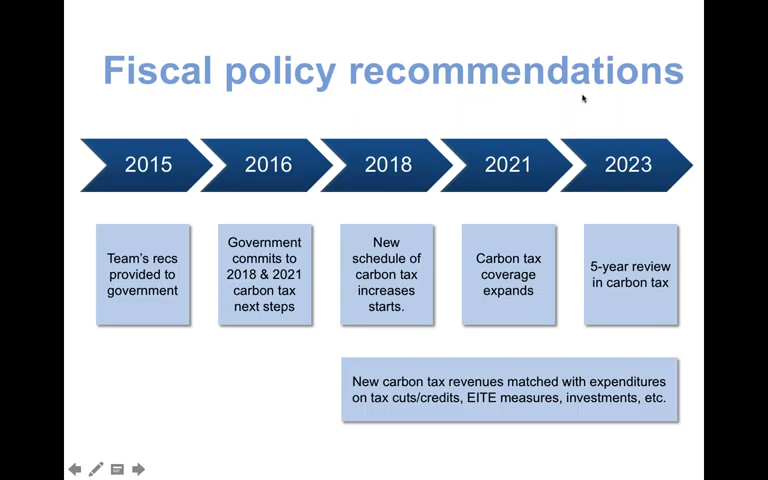 Fiscal policy recommendations
2015
2016
2018
2021
2023
Team's recs
provided to
government
Government
commits to
2018 & 2021
carbon tax
next steps
New
schedule of
carbon tax
increases
starts.
Carbon tax
coverage
expands
5-year review
in carbon tax
New carbon tax revenues matched with expenditures
on tax cuts/credits, EITE measures, investments, etc.